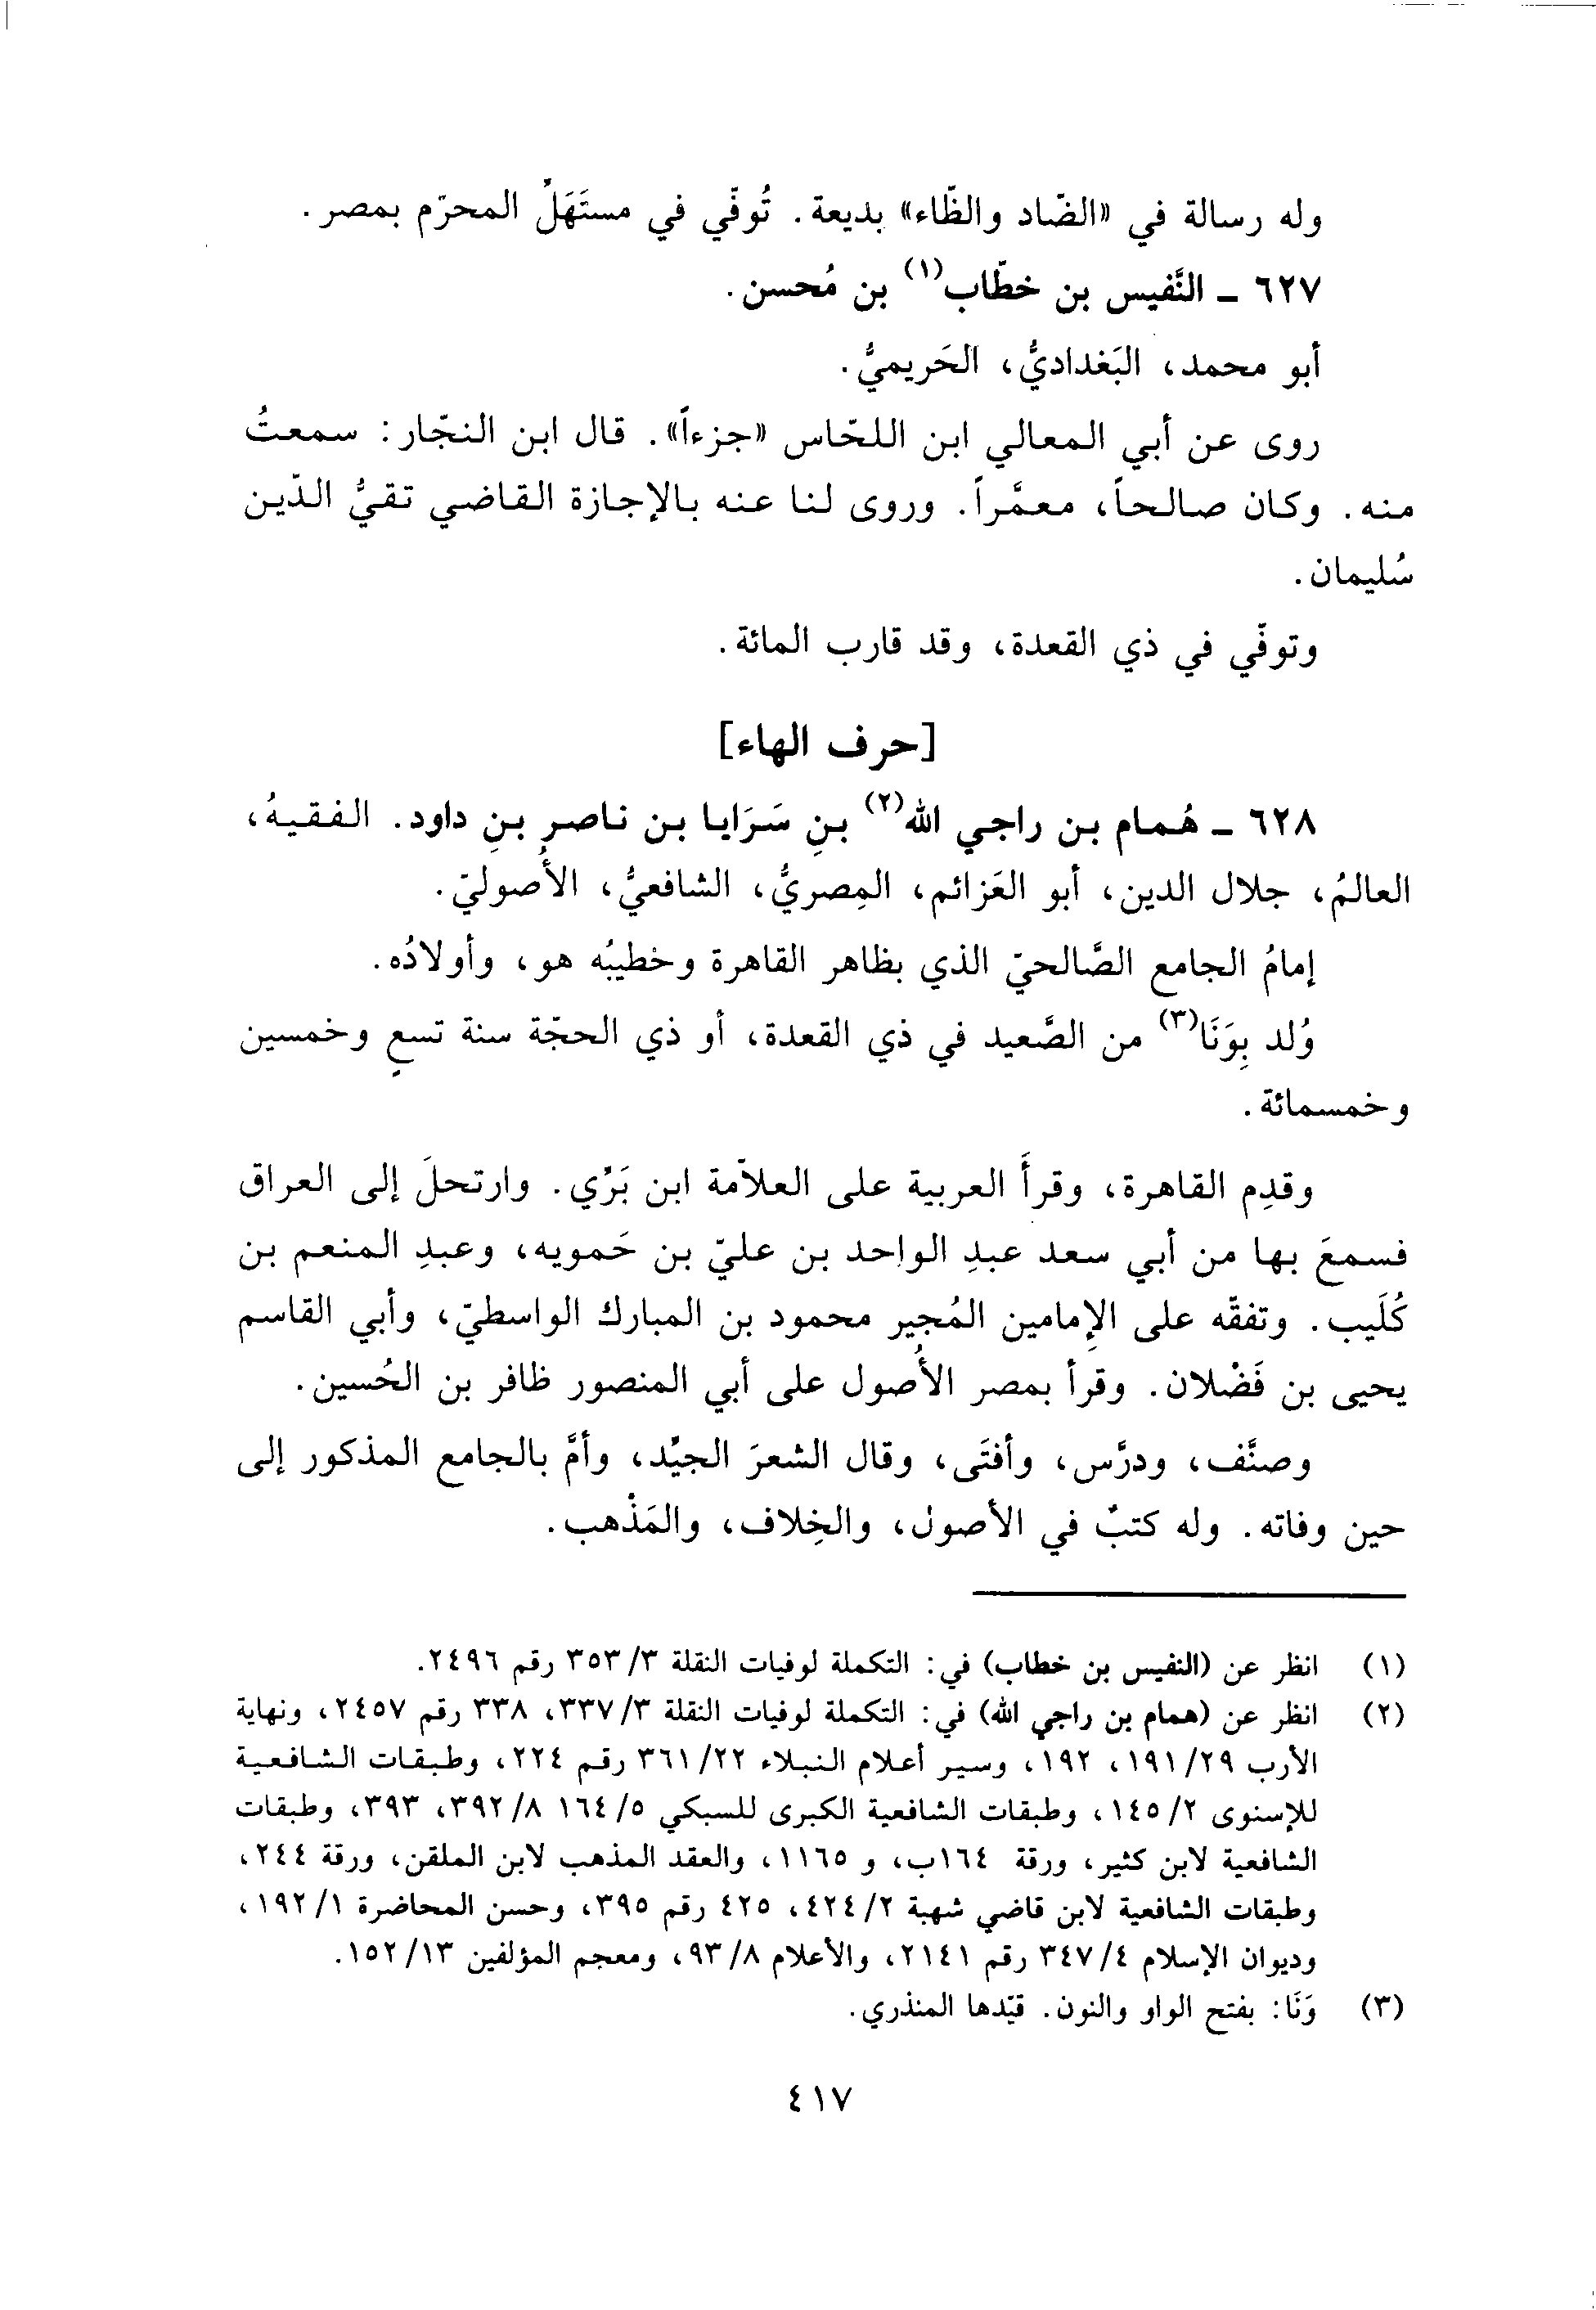 وله رسالة في «الضّاد والظّاء» بديعة. تُوفّي في مستَهَلّ المحرّم بمصر.
٦٢٧ ـ النَّفيس بن خطّاب(١) بن مُحسن.
أبو محمد، البَغداديُّ، الحَريميُّ.
روى عن أبي المعالي ابن اللحّاس «جزءاً». قال ابن النجّار: سمعتُ
منه. وكان صالحاً، معمَّراً. وروى لنا عنه بالإجازة القاضي تقيُّ الدّين
سُليمان.
وتوفّي في ذي القعدة، وقد قارب المائة.
[حرف الهاء]
٦٢٨ ـ هُمام بن راجي الله(٢) بنِ سَرَايا بن ناصرِ بنِ داود. الفقيهُ،
العالمُ، جلال الدين، أبو العَزائم، المِصريُّ، الشافعيُّ، الأُصوليّ.
إمامُ الجامع الصَّالحيّ الذي بظاهر القاهرة وخطيبُه هو، وأولادُه.
وُلد بِوَنَا(٣) من الصَّعيد في ذي القعدة، أو ذي الحجّة سنة تسعٍ وخمسين
وخمسمائة.
وقدِم القاهرة، وقرأَ العربية على العلاّمة ابن بَرِّي. وارتحلَ إلى العراق
فسمعَ بها من أبي سعد عبدِ الواحد بن عليّ بن حَمويه، وعبدِ المنعم بن
كُلَيب. وتفقّه على الإمامين المُجِير محمود بن المبارك الواسطيّ، وأبي القاسم
يحيى بن فَضْلان. وقرأ بمصر الأُصول على أبي المنصور ظافر بن الحُسين.
وصنَّف، ودرَّس، وأفتَى، وقال الشعرَ الجيِّد، وأمَّ بالجامع المذكور إلى
حين وفاته. وله كتبٌ في الأصول، والخِلاف، والمَذْهب.
(١) انظر عن (النفيس بن خطاب) في: التكملة لوفيات النقلة ٣/ ٣٥٣ رقم ٢٤٩٦.
(٢) انظر عن (همام بن راجي الله) في: التكملة لوفيات النقلة ٣/ ٣٣٧، ٣٣٨ رقم ٢٤٥٧، ونهاية
الأرب ٢٩/ ١٩١، ١٩٢، وسير أعلام النبلاء ٢٢/ ٣٦١ رقم ٢٢٤، وطبقات الشافعية
للإسنوي ٢/ ١٤٥، وطبقات الشافعية الكبرى للسبكي ٥/ ١٦٤ ٨/ ٣٩٢، ٣٩٣، وطبقات
الشافعية لابن كثير، ورقة ١٦٤ب، و ١١٦٥، والعقد المذهب لابن الملقن، ورقة ٢٤٤،
وطبقات الشافعية لابن قاضي شهبة ٢/ ٤٢٤، ٤٢٥ رقم ٣٩٥، وحسن المحاضرة ١/ ١٩٢،
وديوان الإسلام ٤/ ٣٤٧ رقم ٢١٤١، والأعلام ٨/ ٩٣، ومعجم المؤلفين ١٣/ ١٥٢.
(٣) وَنَا: بفتح الواو والنون. قيّدها المنذري.
٤١٧